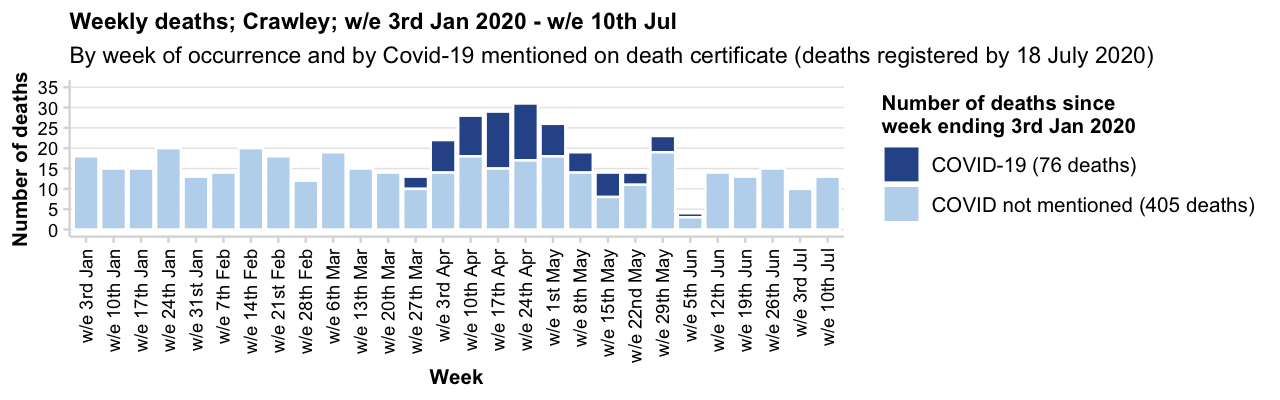 Weekly deaths; Crawley; w/e 3rd Jan 2020 - w/e 10th Jul
By week of occurrence and by Covid-19 mentioned on death certificate (deaths registered by 18 July 2020)
Number of deaths
35
30
25
20
15
10
5
0
w/e 3rd Jan
w/e 10th Jan
w/e 17th Jan
w/e 24th Jan
w/e 31st Jan
w/e 7th Feb
w/e 14th Feb
w/e 21st Feb
w/e 28th Feb
w/e 6th Mar
w/e 13th Mar
w/e 20th Mar
w/e 27th Mar
w/e 3rd Apr
w/e 10th Apr
w/e 17th Apr
w/e 24th Apr
w/e 1st May
w/e 8th May
w/e 15th May
w/e 22nd May
w/e 29th May
w/e 5th Jun
w/e 12th Jun
w/e 19th Jun
w/e 26th Jun
w/e 3rd Jul
w/e 10th Jul
Week
Number of deaths since
week ending 3rd Jan 2020
COVID-19 (76 deaths)
COVID not mentioned (405 deaths)